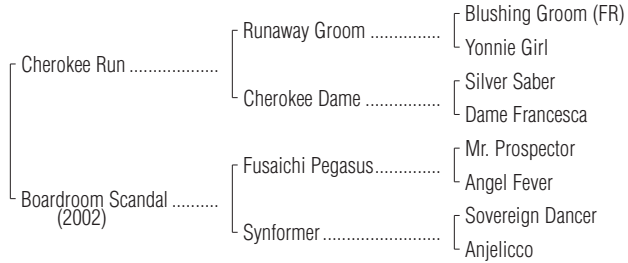 Blushing Groom (FR)
Runaway Groom ...............
Yonnie Girl
Cherokee Run ...................
Silver Saber
Cherokee Dame ................
Dame Francesca
Mr. Prospector
Fusaichi Pegasus..............
Angel Fever
Boardroom Scandal ..........
(2002)
Sovereign Dancer
Synformer.........................
Anjelicco